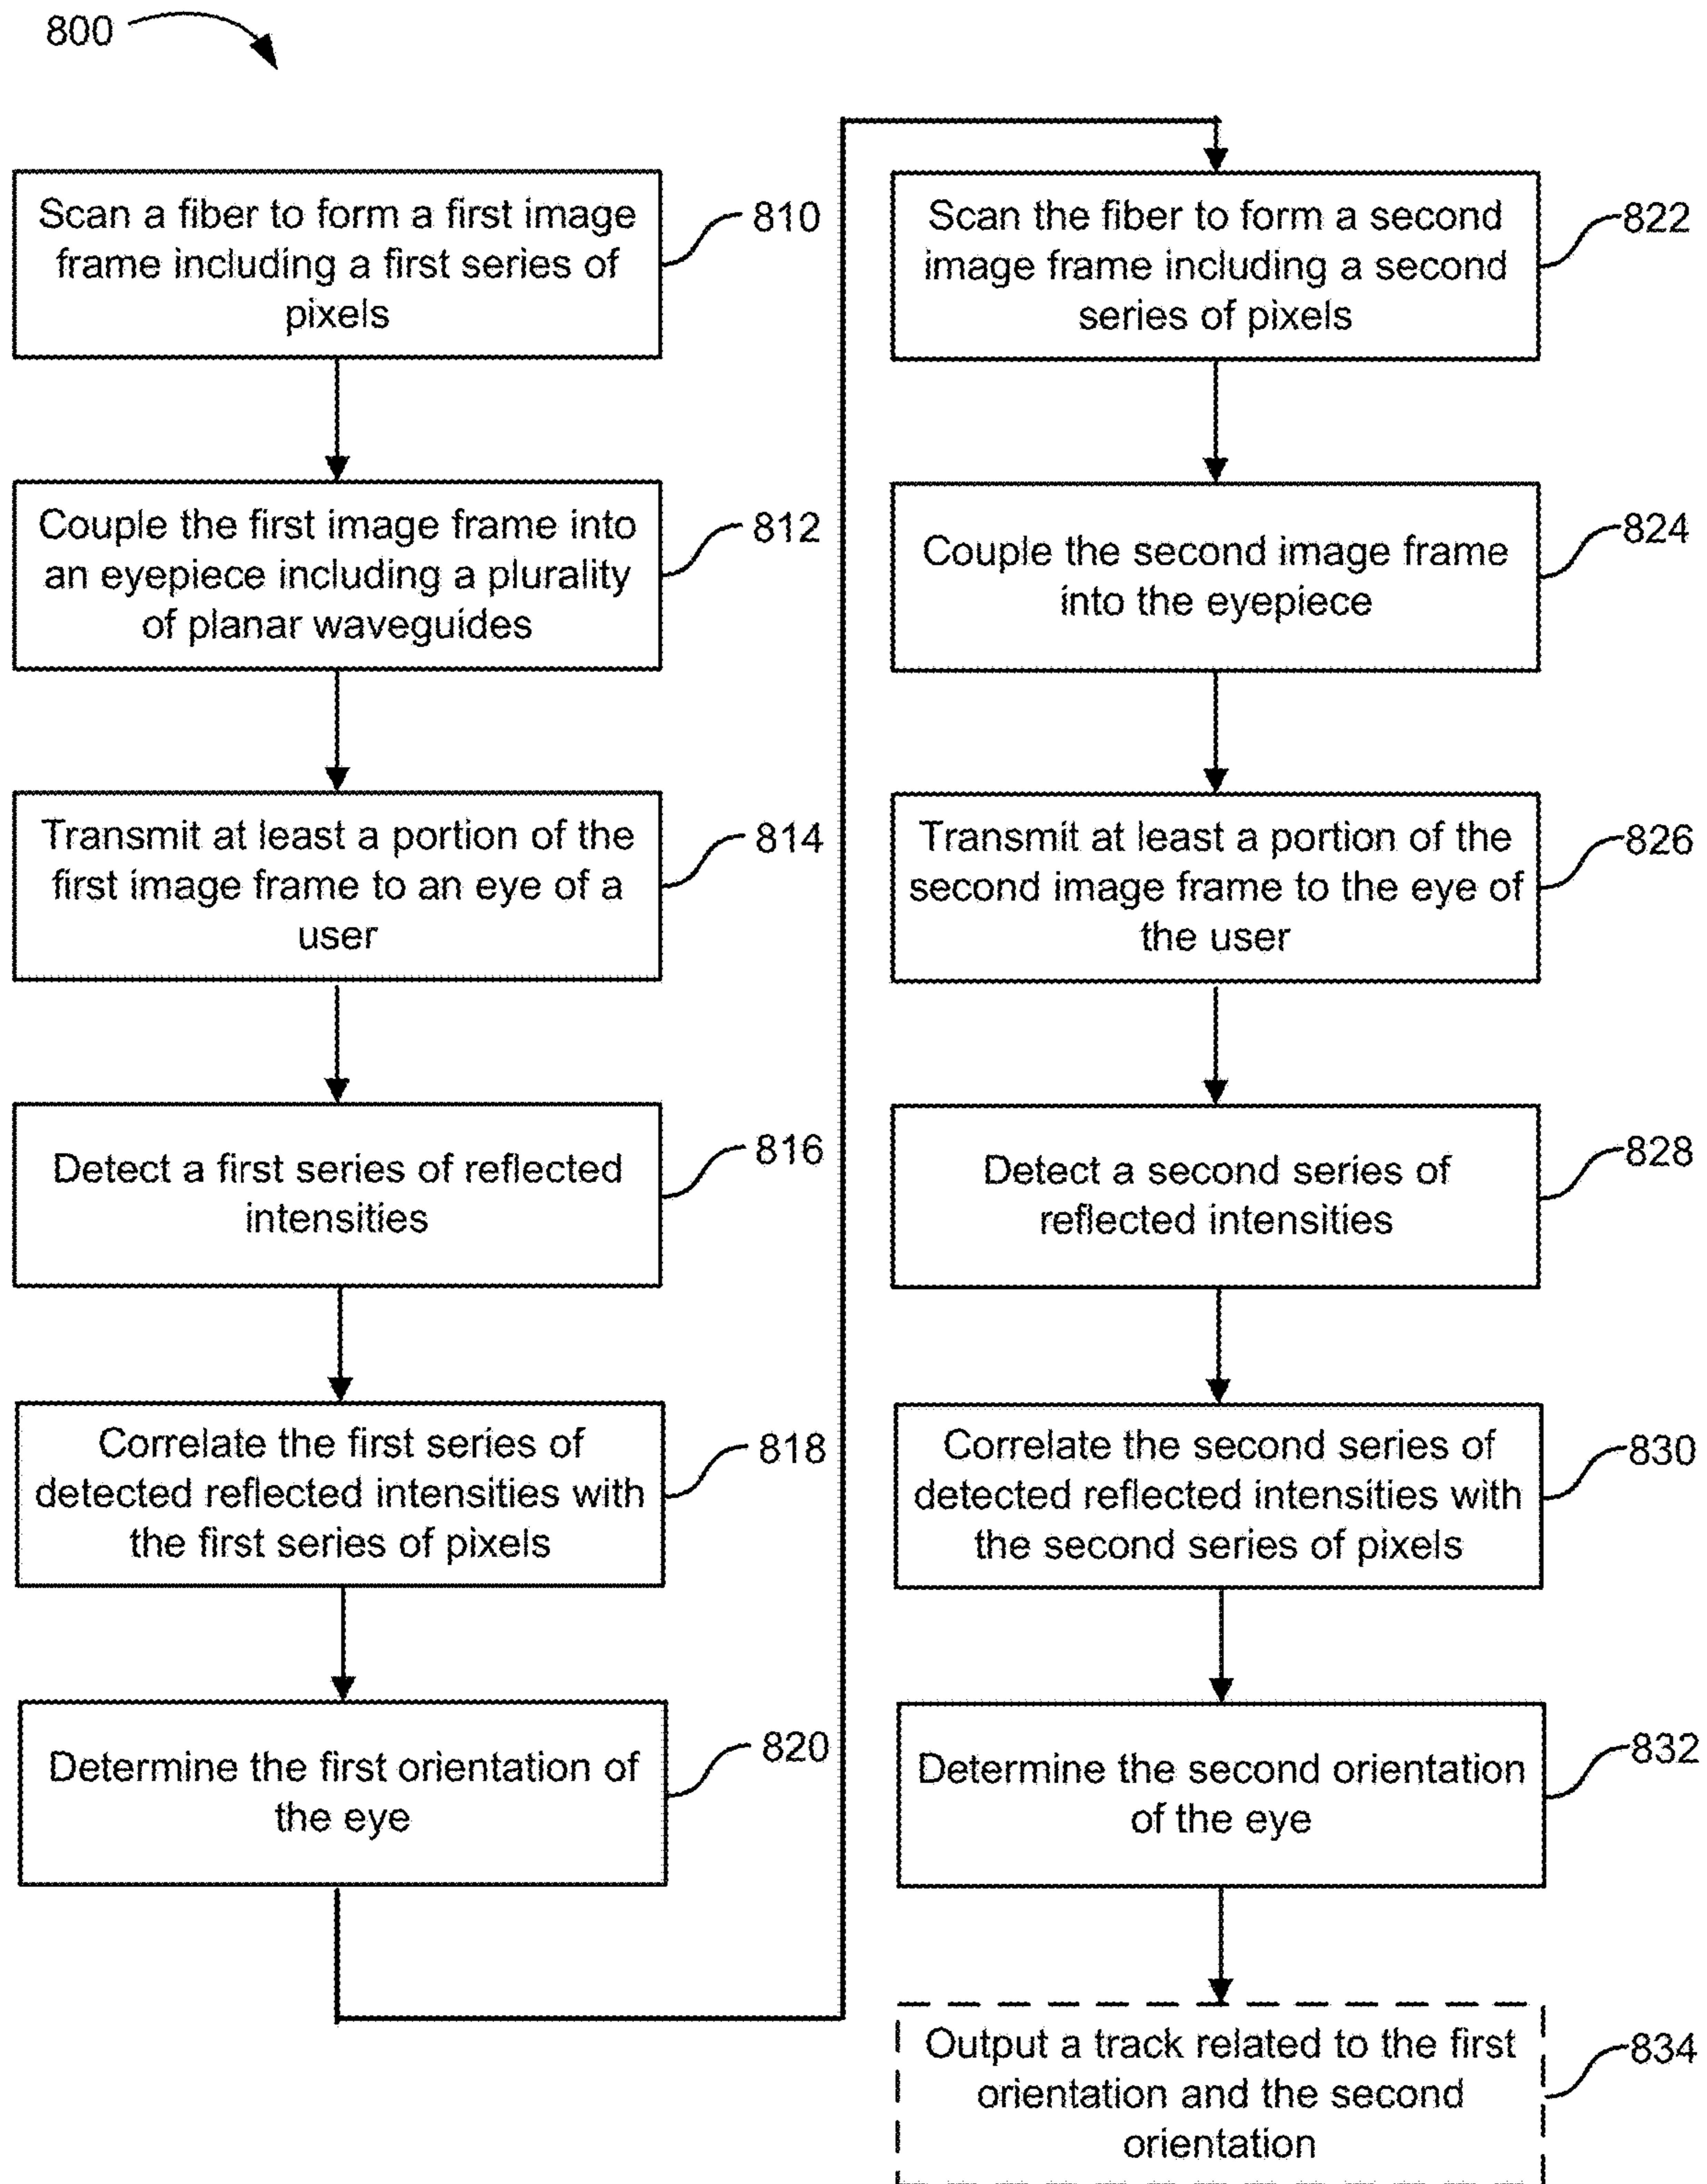 800
Scan a fiber to form a first image
frame including a first series of
pixels
810
Couple the first image frame into
an eyepiece including a plurality
of planar waveguides
812
Transmit at least a portion of the
first image frame to an eye of a
user
814
Detect a first series of reflected
intensities
816
Correlate the first series of
detected reflected intensities with
the first series of pixels
818
Determine the first orientation of
the eye
820
Scan the fiber to form a second
image frame including a second
series of pixels
822
Couple the second image frame
into the eyepiece
824
Transmit at least a portion of the
second image frame to the eye of
the user
826
Detect a second series of
reflected intensities
828
Correlate the second series of
detected reflected intensities with
the second series of pixels
830
Determine the second orientation
of the eye
832
Output a track related to the first
orientation and the second
orientation
834